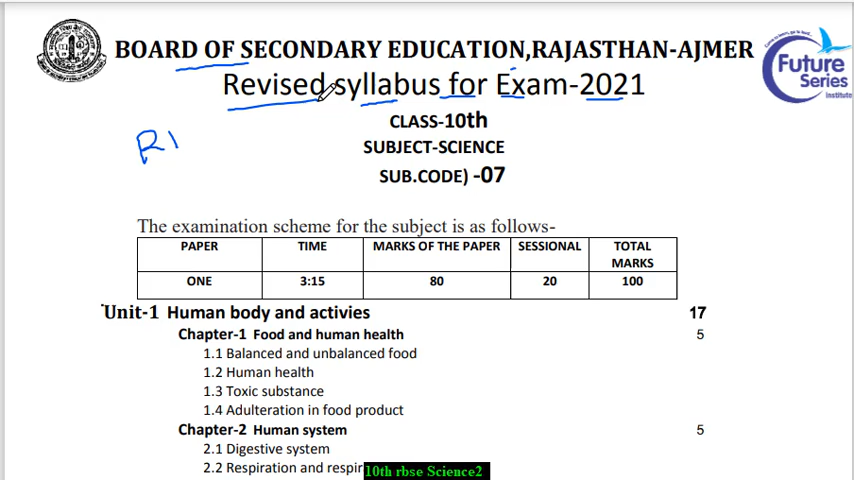 BOARD OF SECONDARY EDUCATION,RAJASTHAN-AJMER
Future
Series
Institute
Revised syllabus for Exam-2021
CLASS-10th
SUBJECT-SCIENCE
SUB.CODE) -07
The examination scheme for the subject is as follows-
PAPER TIME MARKS OF THE PAPER SESSIONAL TOTAL MARKS
ONE 3:15 80 20 100
Unit-1 Human body and activies 17
Chapter-1 Food and human health 5
1.1 Balanced and unbalanced food
1.2 Human health
1.3 Toxic substance
1.4 Adulteration in food product
Chapter-2 Human system 5
2.1 Digestive system
2.2 Respiration and
10th rbse Science2